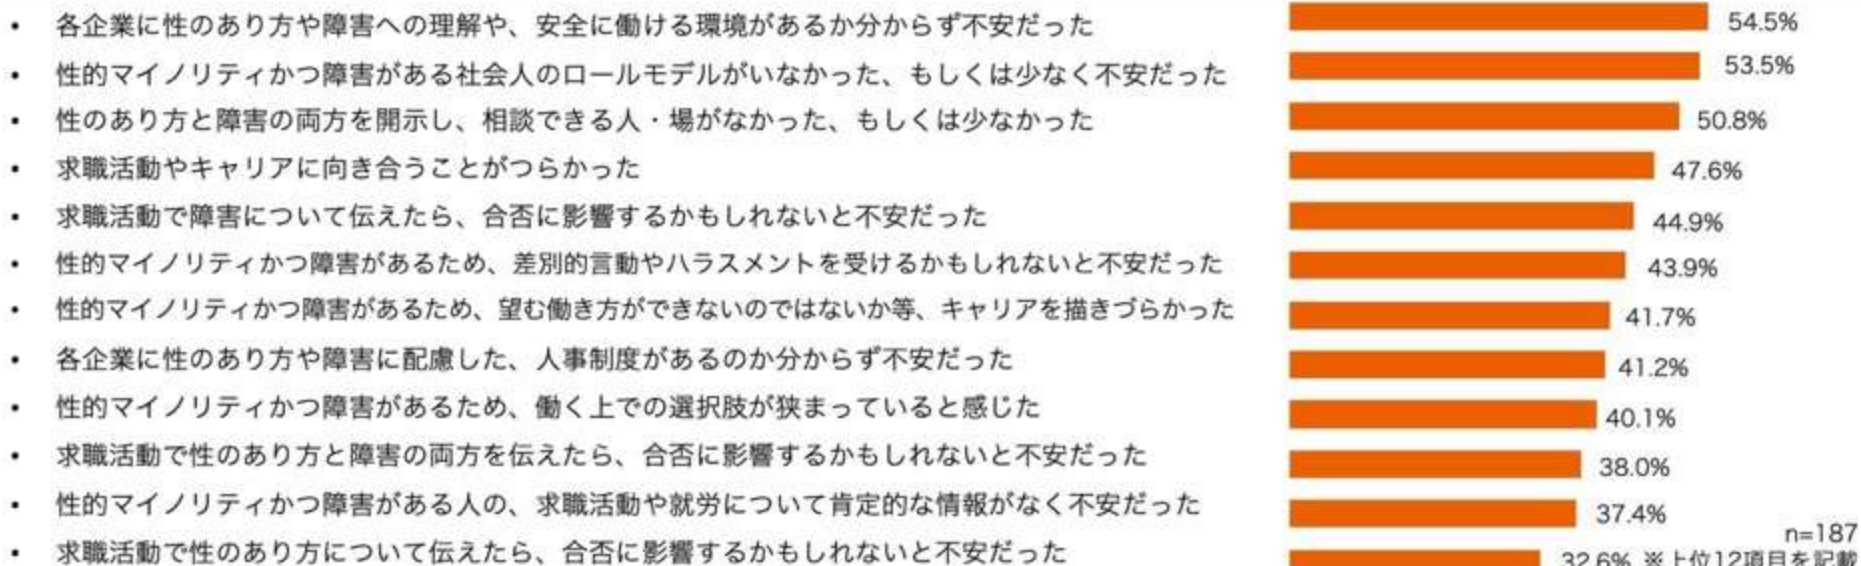 ・ 各企業に性のあり方や障害への理解や、安全に働ける環境があるか分からず不安だった 54.5%
・ 性的マイノリティかつ障害がある社会人のロールモデルがいなかった、もしくは少なく不安だった 53.5%
・ 性のあり方と障害の両方を開示し、相談できる人・場がなかった、もしくは少なかった 50.8%
・ 求職活動やキャリアに向き合うことがつらかった 47.6%
・ 求職活動で障害について伝えたら、合否に影響するかもしれないと不安だった 44.9%
・ 性的マイノリティかつ障害があるため、差別的言動やハラスメントを受けるかもしれないと不安だった 43.9%
・ 性的マイノリティかつ障害があるため、望む働き方ができないのではないか等、キャリアを描きづらかった 41.7%
・ 各企業に性のあり方や障害に配慮した、人事制度があるのか分からず不安だった 41.2%
・ 性的マイノリティかつ障害があるため、働く上での選択肢が狭まっていると感じた 40.1%
・ 求職活動で性のあり方と障害の両方を伝えたら、合否に影響するかもしれないと不安だった 38.0%
・ 性的マイノリティかつ障害がある人の、求職活動や就労について肯定的な情報がなく不安だった 37.4%
n=187
・ 求職活動で性のあり方について伝えたら、合否に影響するかもしれないと不安だった 32.6% ※上位12項目を記載